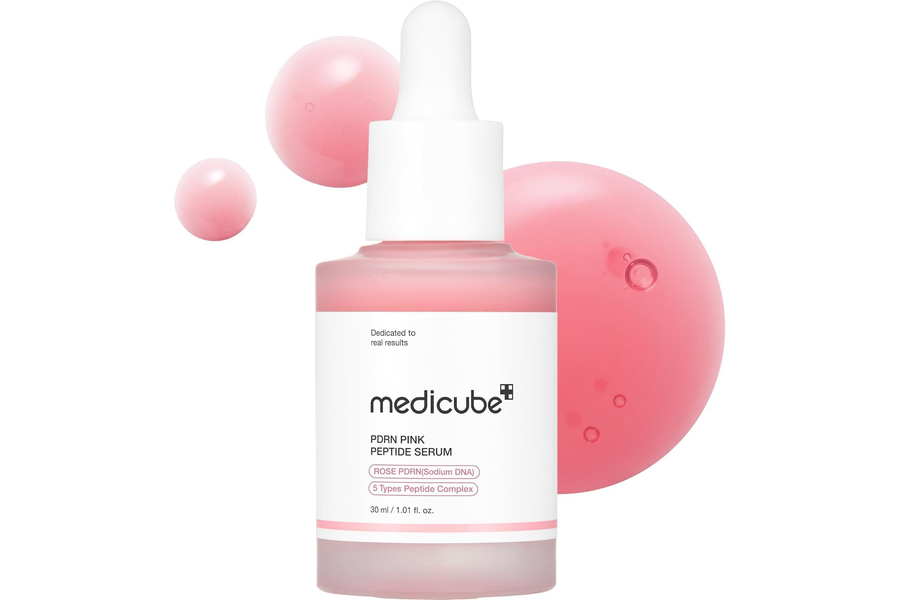 Dedicated to
real results
medicube
PDRN PINK
PEPTIDE SERUM
ROSE PDRN(Sodium DNA)
5 Types Peptide Complex
30 ml / 1.01 fl. oz.